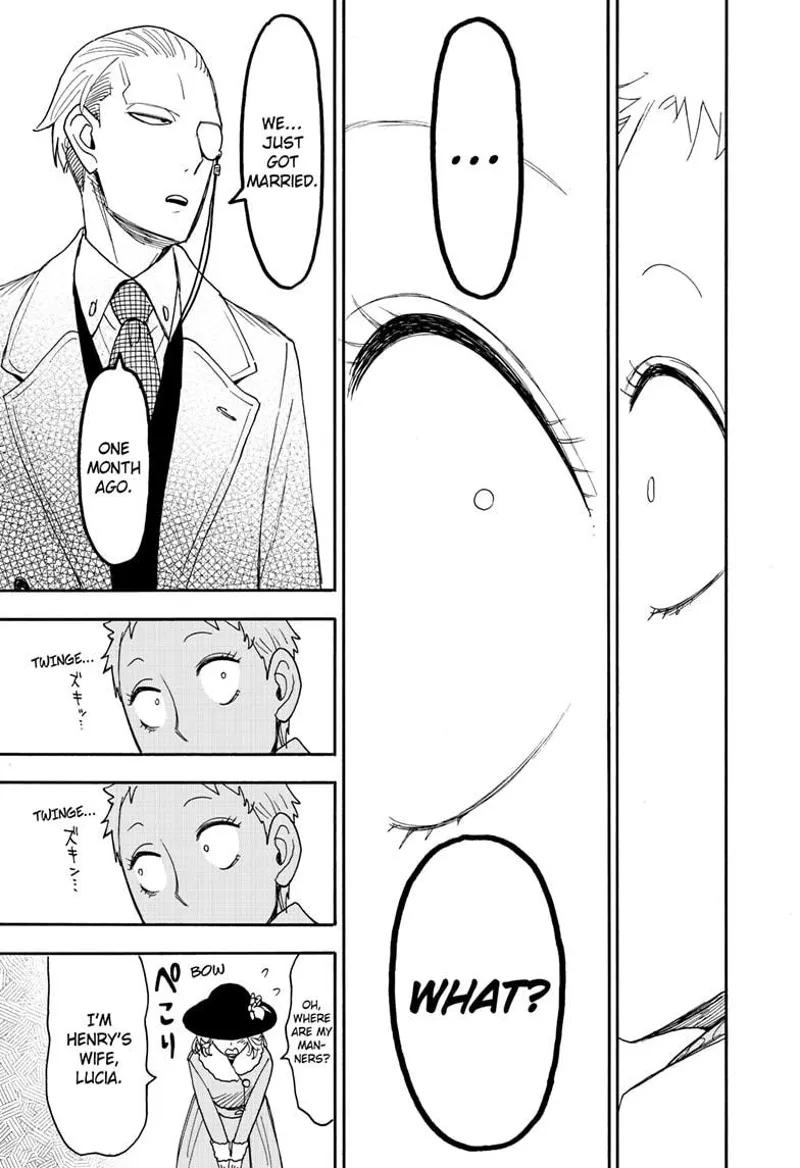 ...
WHAT?
WE...
JUST
GOT
MARRIED.
ONE
MONTH
AGO.
TWINGE...
ズキッ…
TWINGE...
ズキン…
OH,
WHERE
ARE MY
MAN-
NERS?
BOW
ぺこり
I'M
HENRY'S
WIFE,
LUCIA.